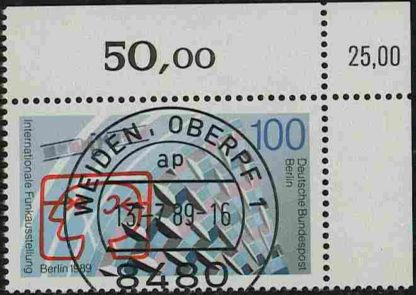 50,00
25,00
100
Deutsche Bundespost
Berlin
Internationale Funkausstellung
Berlin 1989
WEIDEN, OBERPF 1
ap
13.-7.89-16
8480